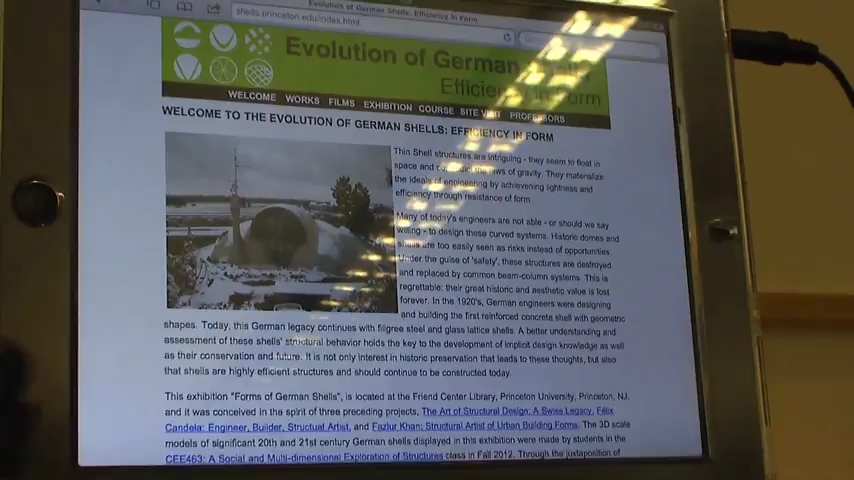 Evolution of German Shells: Efficiency in Form
shells.princeton.edu/index.html
Evolution of German Shells
Efficiency in Form
WELCOME WORKS FILMS EXHIBITION COURSE SITE VISIT PROFESSORS
WELCOME TO THE EVOLUTION OF GERMAN SHELLS: EFFICIENCY IN FORM
Thin Shell structures are intriguing - they seem to float in
space and contradict the laws of gravity. They materialize
the ideals of engineering by achieving lightness and
efficiency through resistance of form.
Many of today's engineers are not able - or should we say
willing - to design these curved systems. Historic domes and
shells are too easily seen as risks instead of opportunities.
Under the guise of 'safety', these structures are destroyed
and replaced by common beam-column systems. This is
regrettable: their great historic and aesthetic value is lost
forever. In the 1920's, German engineers were designing
and building the first reinforced concrete shell with geometric
shapes. Today, this German legacy continues with filigree steel and glass lattice shells. A better understanding and
assessment of these shells' structural behavior holds the key to the development of implicit design knowledge as well
as their conservation and future. It is not only interest in historic preservation that leads to these thoughts, but also
that shells are highly efficient structures and should continue to be constructed today.
This exhibition "Forms of German Shells", is located at the Friend Center Library, Princeton University, Princeton, NJ,
and it was conceived in the spirit of three preceding projects, The Art of Structural Design: A Swiss Legacy, Félix
Candela: Engineer, Builder, Structual Artist, and Fazlur Khan: Structural Artist of Urban Building Forms. The 3D scale
models of significant 20th and 21st century German shells displayed in this exhibition were made by students in the
CEE463: A Social and Multi-dimensional Exploration of Structures class in Fall 2012. Through the juxtaposition of